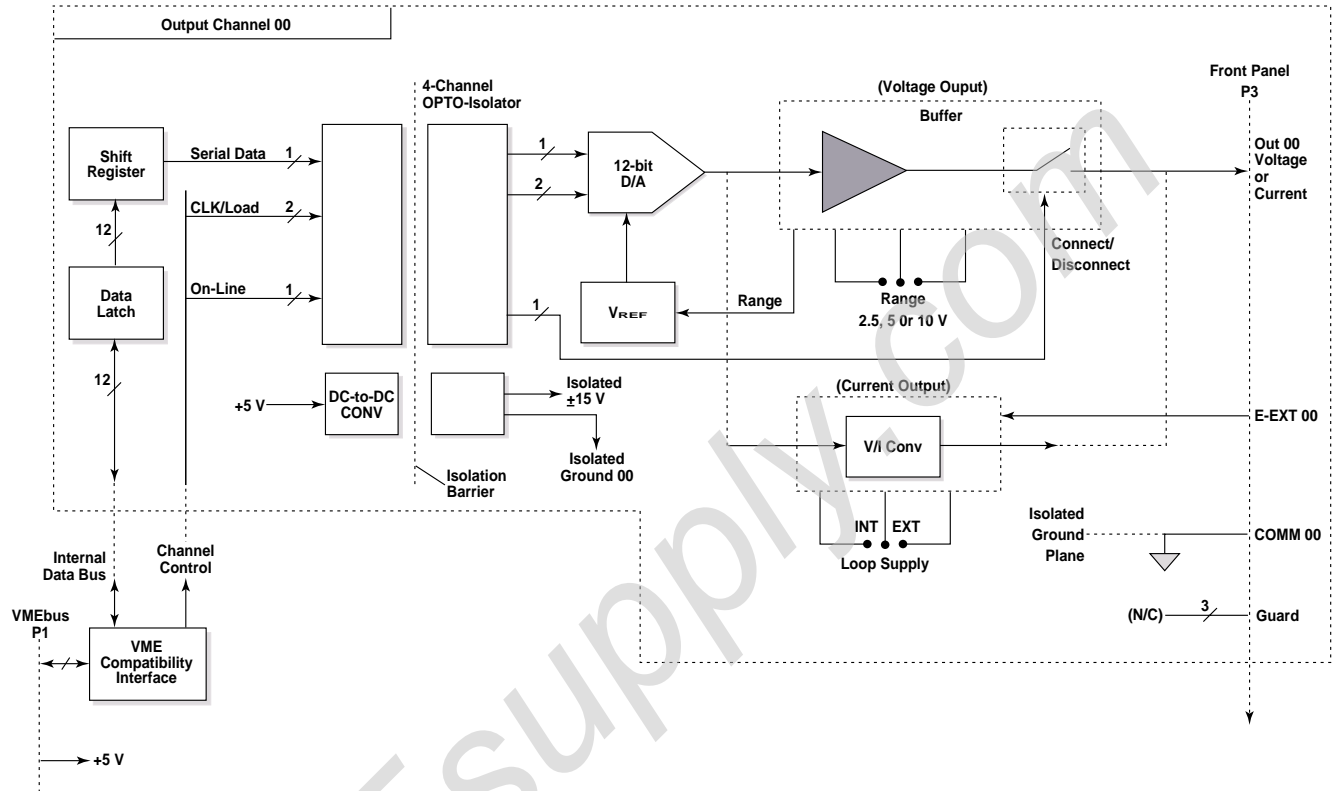 Output Channel 00
4-Channel
OPTO-Isolator
(Voltage Ouput)
Buffer
Front Panel
P3
Shift
Register
Serial Data
1
1
12-bit
D/A
Out 00
Voltage
or
Current
CLK/Load
2
2
12
Connect/
Disconnect
Data
Latch
On-Line
1
1
VREF
Range
Range
2.5, 5 0r 10 V
12
+5 V
DC-to-DC
CONV
Isolated
±15 V
Isolated
Ground 00
(Current Output)
V/I Conv
E-EXT 00
Isolation
Barrier
INT
EXT
Loop Supply
Isolated
Ground
Plane
COMM 00
Internal
Data Bus
Channel
Control
(N/C)
3
Guard
VMEbus
P1
VME
Compatibility
Interface
+5 V
Esupply.com